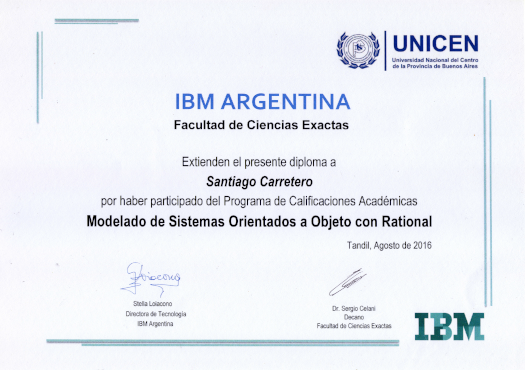 UNICEN
Universidad Nacional del Centro
de la Provincia de Buenos Aires
IBM ARGENTINA
Facultad de Ciencias Exactas
Extienden el presente diploma a
Santiago Carretero
por haber participado del Programa de Calificaciones Académicas
Modelado de Sistemas Orientados a Objeto con Rational
Tandil, Agosto de 2016
Stella Loiacono
Directora de Tecnología
IBM Argentina
Dr. Sergio Celani
Decano
Facultad de Ciencias Exactas
IBM